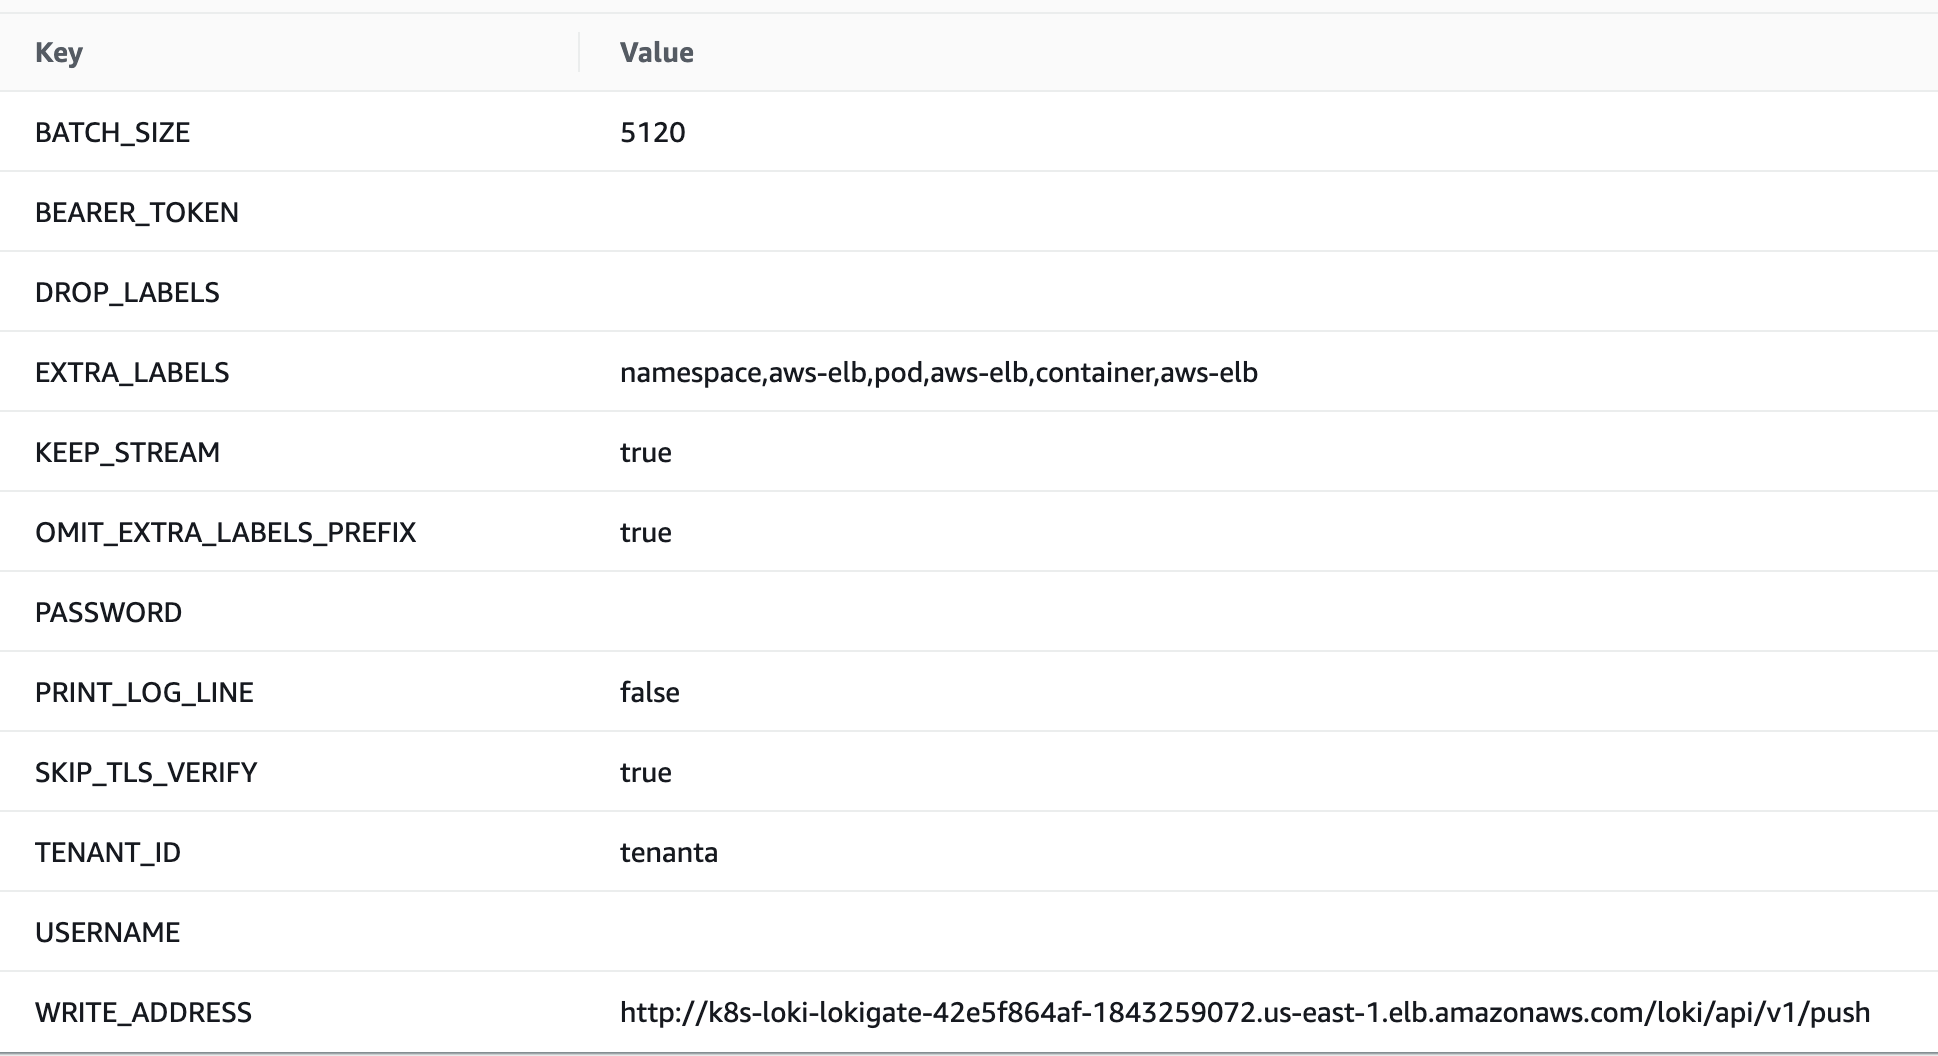 Key Value
BATCH_SIZE 5120
BEARER_TOKEN
DROP_LABELS
EXTRA_LABELS namespace,aws-elb,pod,aws-elb,container,aws-elb
KEEP_STREAM true
OMIT_EXTRA_LABELS_PREFIX true
PASSWORD
PRINT_LOG_LINE false
SKIP_TLS_VERIFY true
TENANT_ID tenanta
USERNAME
WRITE_ADDRESS http://k8s-loki-lokigate-42e5f864af-1843259072.us-east-1.elb.amazonaws.com/loki/api/v1/push